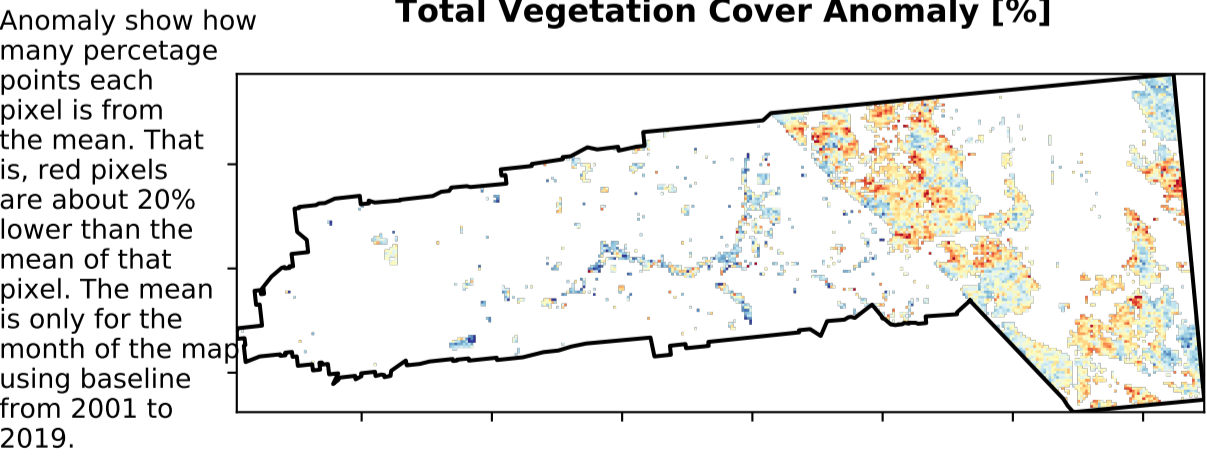 Total Vegetation Cover Anomaly [%]
Anomaly show how
many percetage
points each
pixel is from
the mean. That
is, red pixels
are about 20%
lower than the
mean of that
pixel. The mean
is only for the
month of the map
using baseline
from 2001 to
2019.